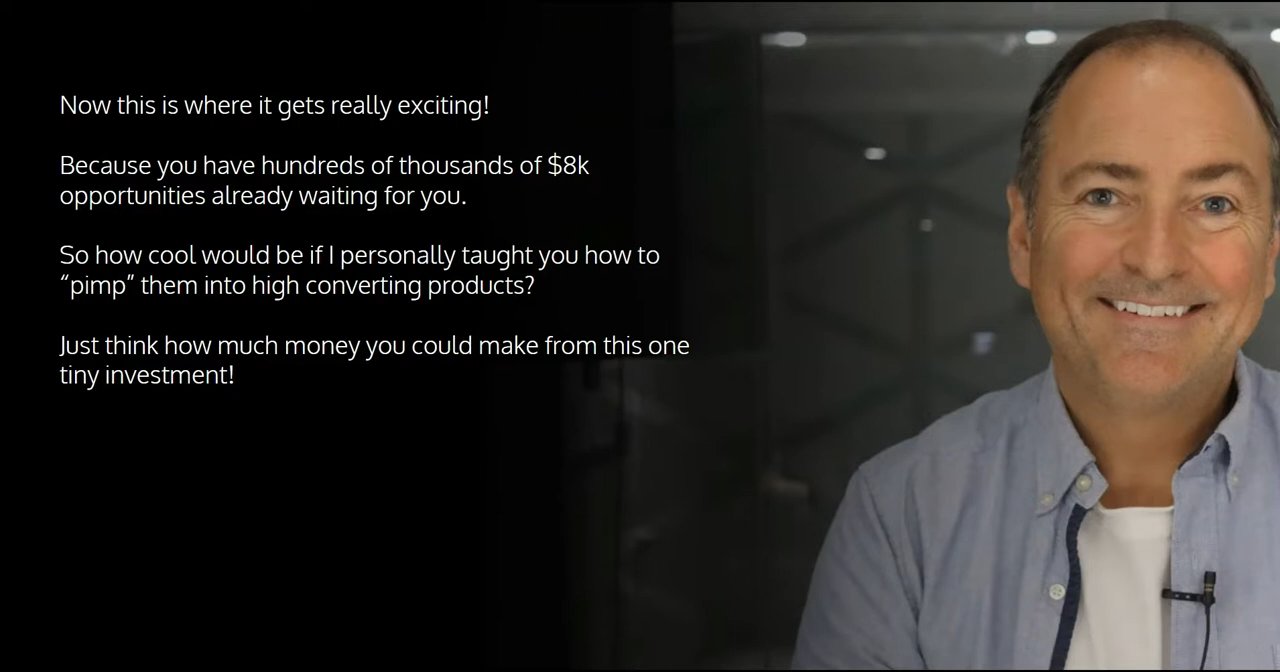 Now this is where it gets really exciting!
Because you have hundreds of thousands of $8k
opportunities already waiting for you.
So how cool would be if I personally taught you how to
“pimp” them into high converting products?
Just think how much money you could make from this one
tiny investment!